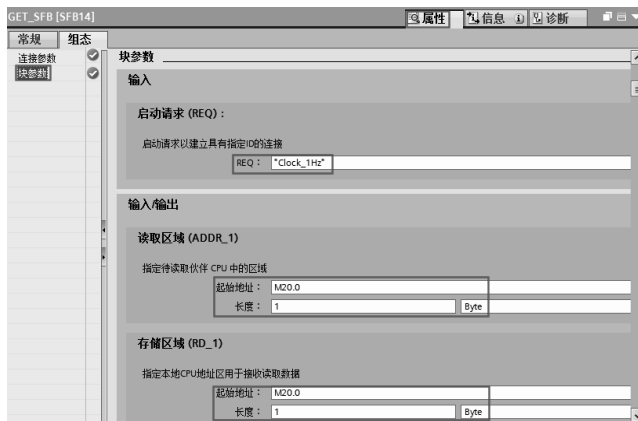 GET_SFB [SFB14]
属性 信息 诊断
常规 组态
连接参数
块参数
块参数
输入
启动请求 (REQ)：
启动请求以建立具有指定ID的连接
REQ： "Clock_1Hz"
输入/输出
读取区域 (ADDR_1)
指定待读取伙伴 CPU 中的区域
起始地址： M20.0
长度： 1 Byte
存储区域 (RD_1)
指定本地CPU地址区用于接收读取数据
起始地址： M20.0
长度： 1 Byte